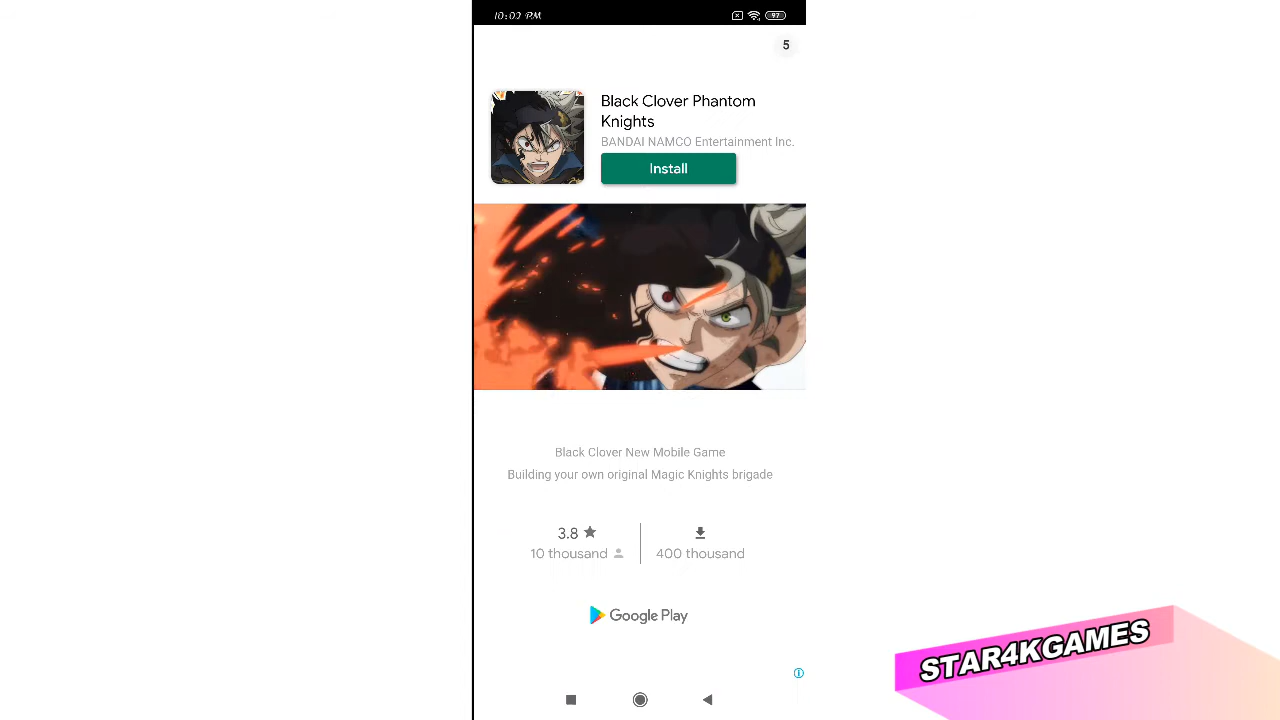 10:02 PM
97
5
Black Clover Phantom
Knights
BANDAI NAMCO Entertainment Inc.
Install
Black Clover New Mobile Game
Building your own original Magic Knights brigade
3.8
10 thousand
400 thousand
Google Play
STAR4KGAMES